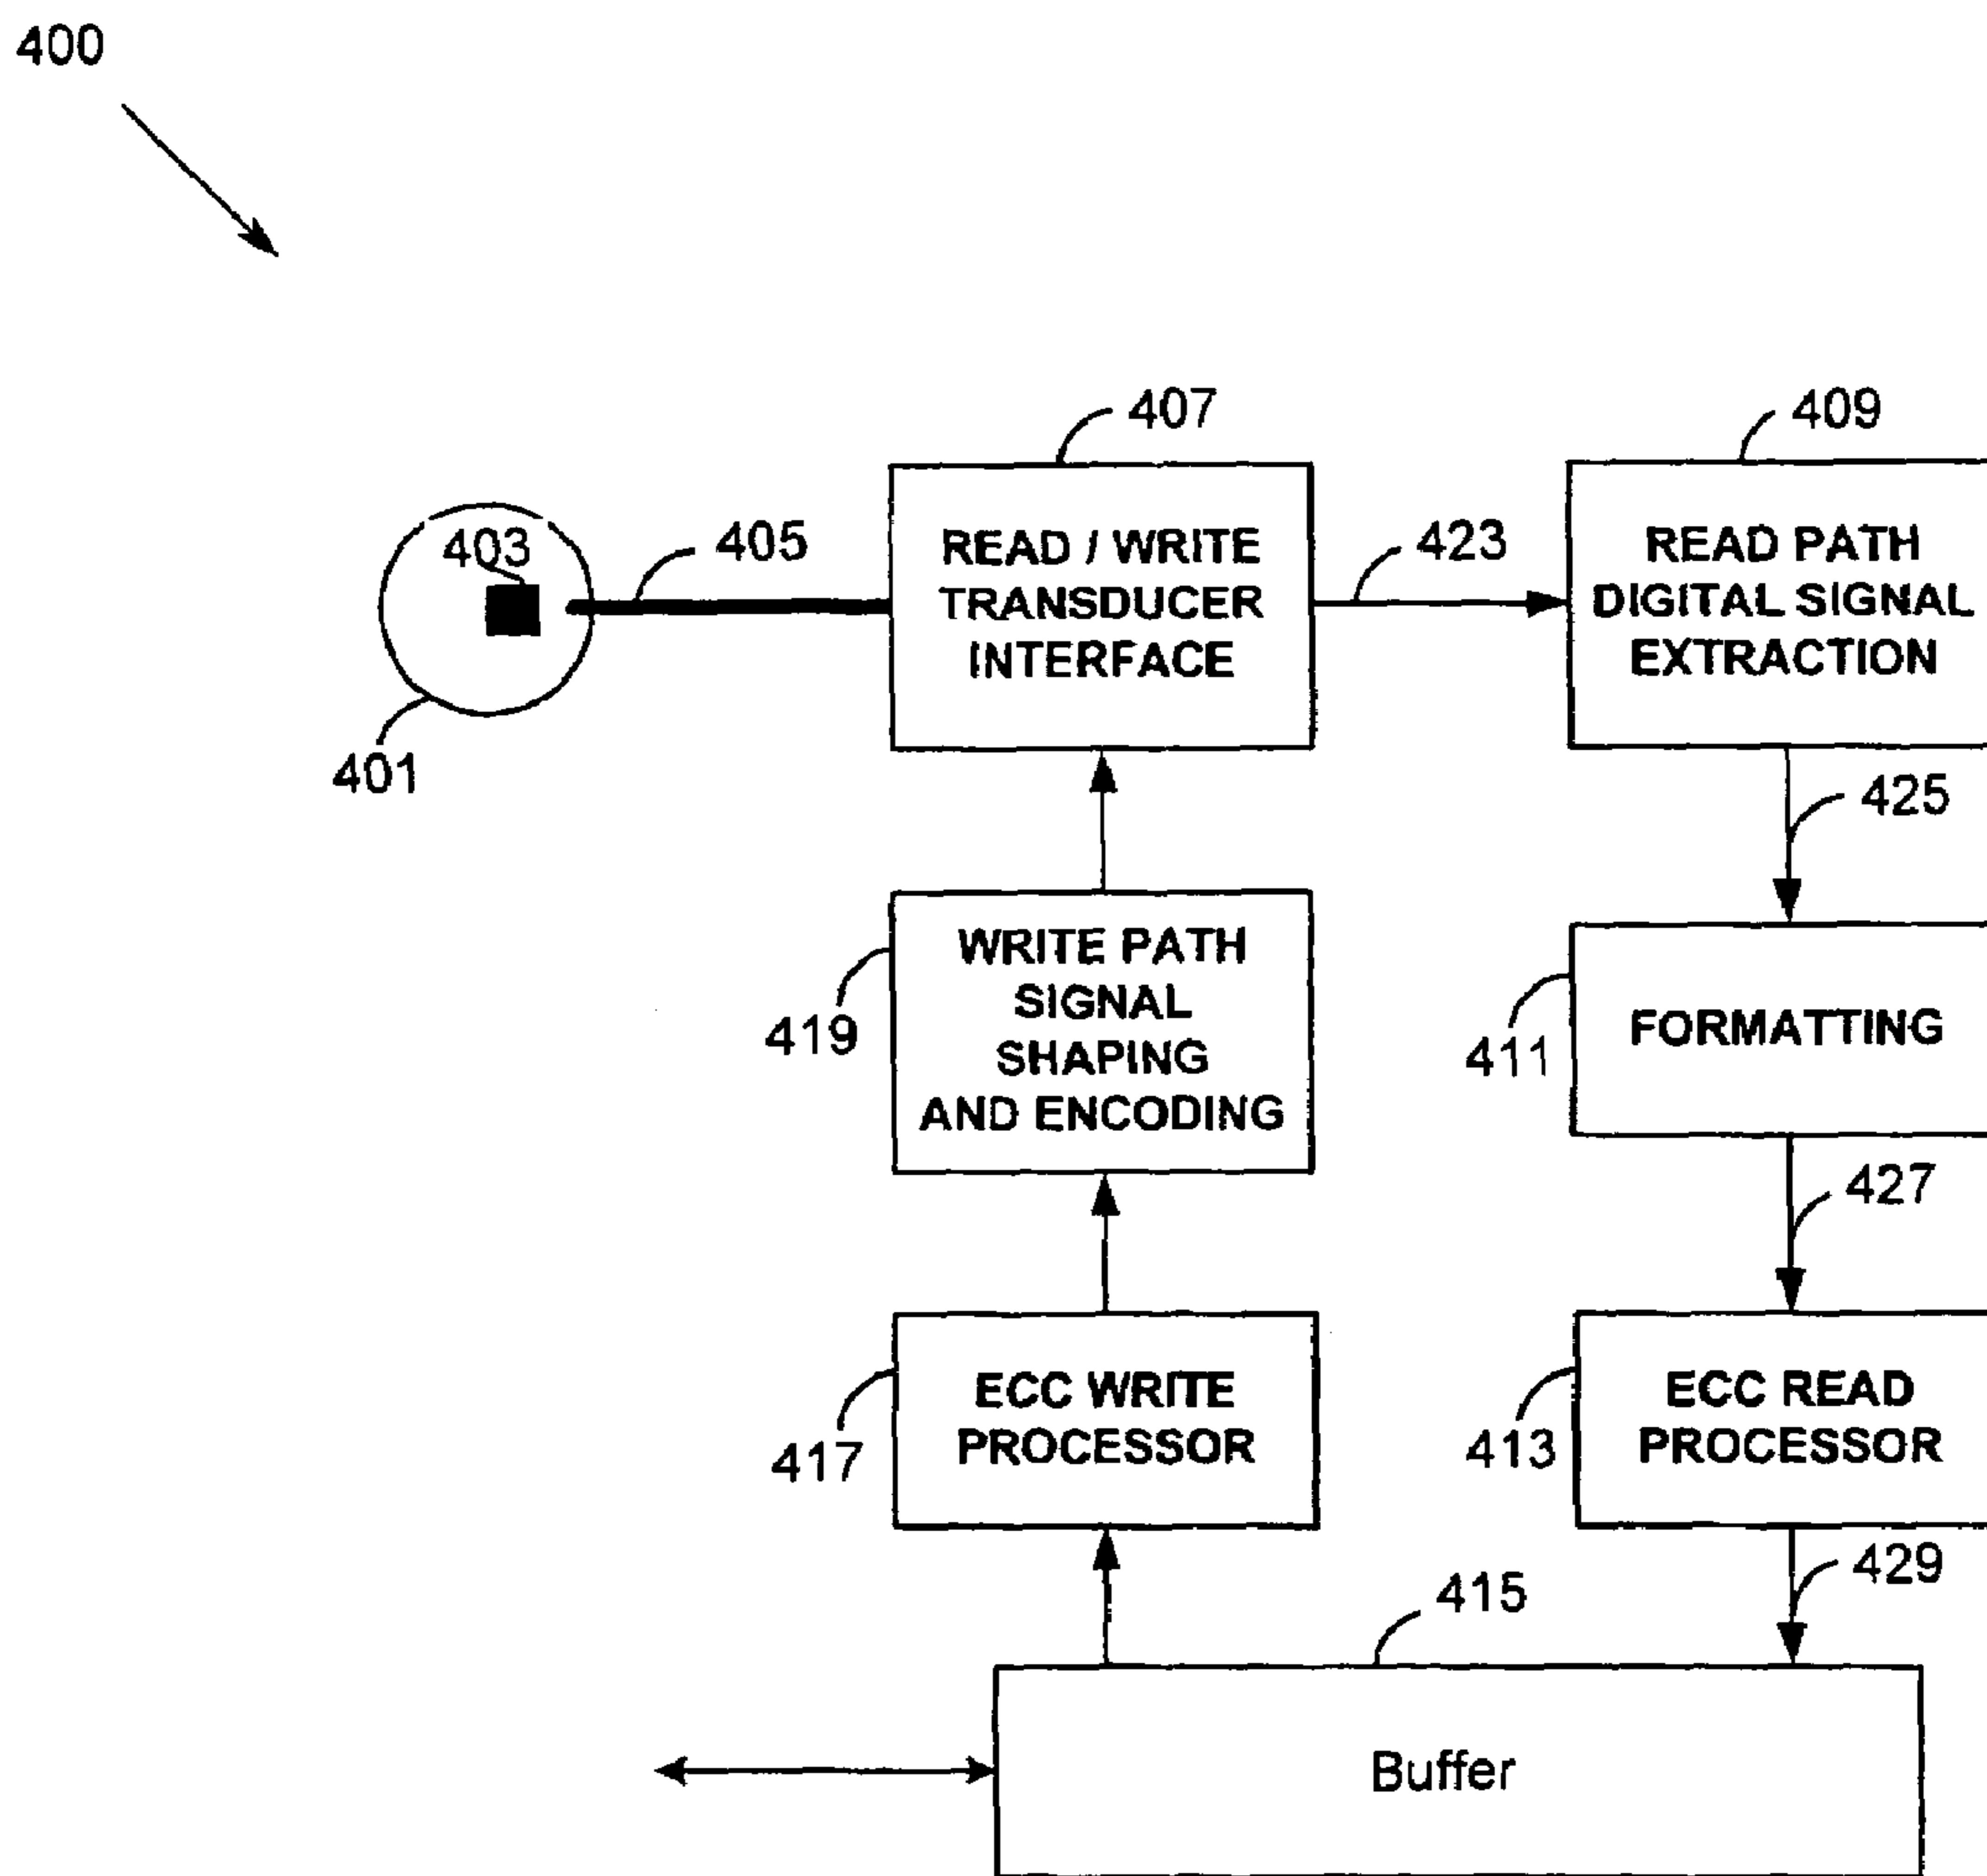 400
407
409
403
405
READ / WRITE
TRANSDUCER
INTERFACE
423
READ PATH
DIGITAL SIGNAL
EXTRACTION
401
425
419
WRITE PATH
SIGNAL
SHAPING
AND ENCODING
411
FORMATTING
427
417
ECC WRITE
PROCESSOR
413
ECC READ
PROCESSOR
415
429
Buffer